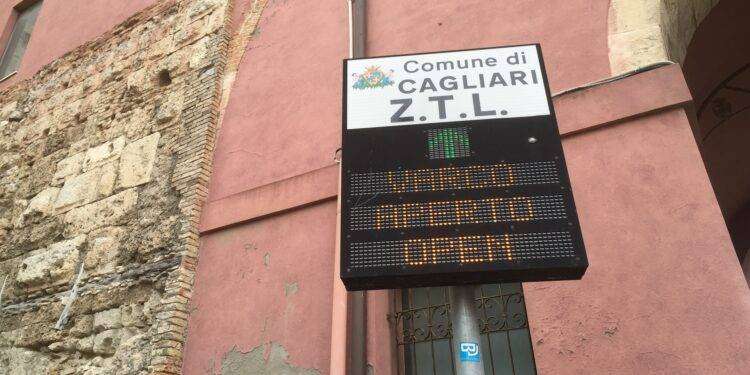 Comune di
CAGLIARI
Z.T.L.
VARCO
APERTO
OPEN